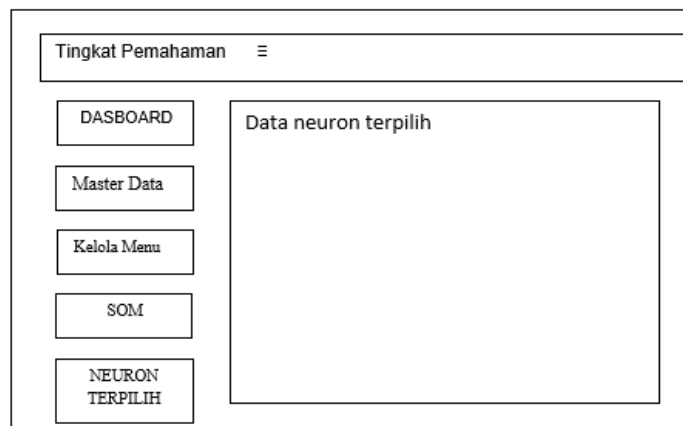 Tingkat Pemahaman ☰
DASBOARD
Data neuron terpilih
Master Data
Kelola Menu
SOM
NEURON
TERPILIH